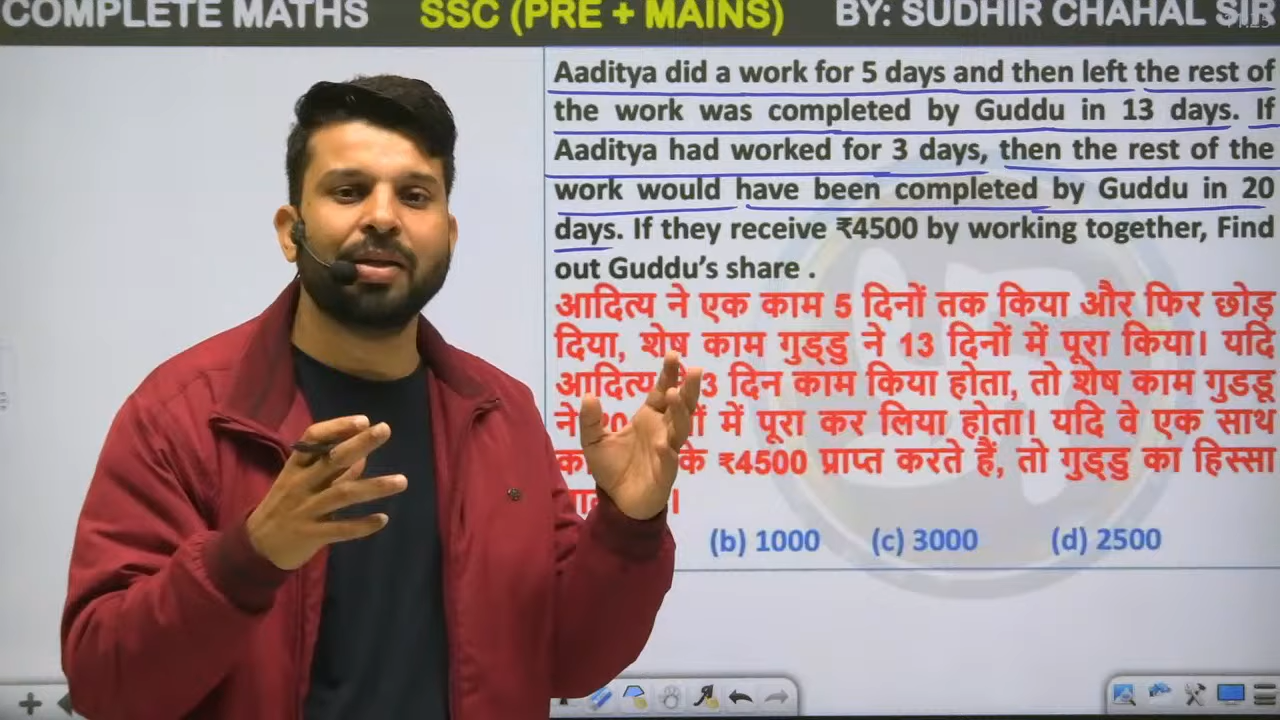 COMPLETE MATHS SSC (PRE + MAINS) BY: SUDHIR CHAHAL SIR
Aaditya did a work for 5 days and then left the rest of
the work was completed by Guddu in 13 days. If
Aaditya had worked for 3 days, then the rest of the
work would have been completed by Guddu in 20
days. If they receive ₹4500 by working together, Find
out Guddu's share .
आदित्य ने एक काम 5 दिनों तक किया और फिर छोड़
दिया, शेष काम गुड्डु ने 13 दिनों में पूरा किया। यदि
आदित्य 3 दिन काम किया होता, तो शेष काम गुडडू
ने में पूरा कर लिया होता। यदि वे एक साथ
के ₹4500 प्राप्त करते हैं, तो गुड्डु का हिस्सा
(b) 1000 (c) 3000 (d) 2500